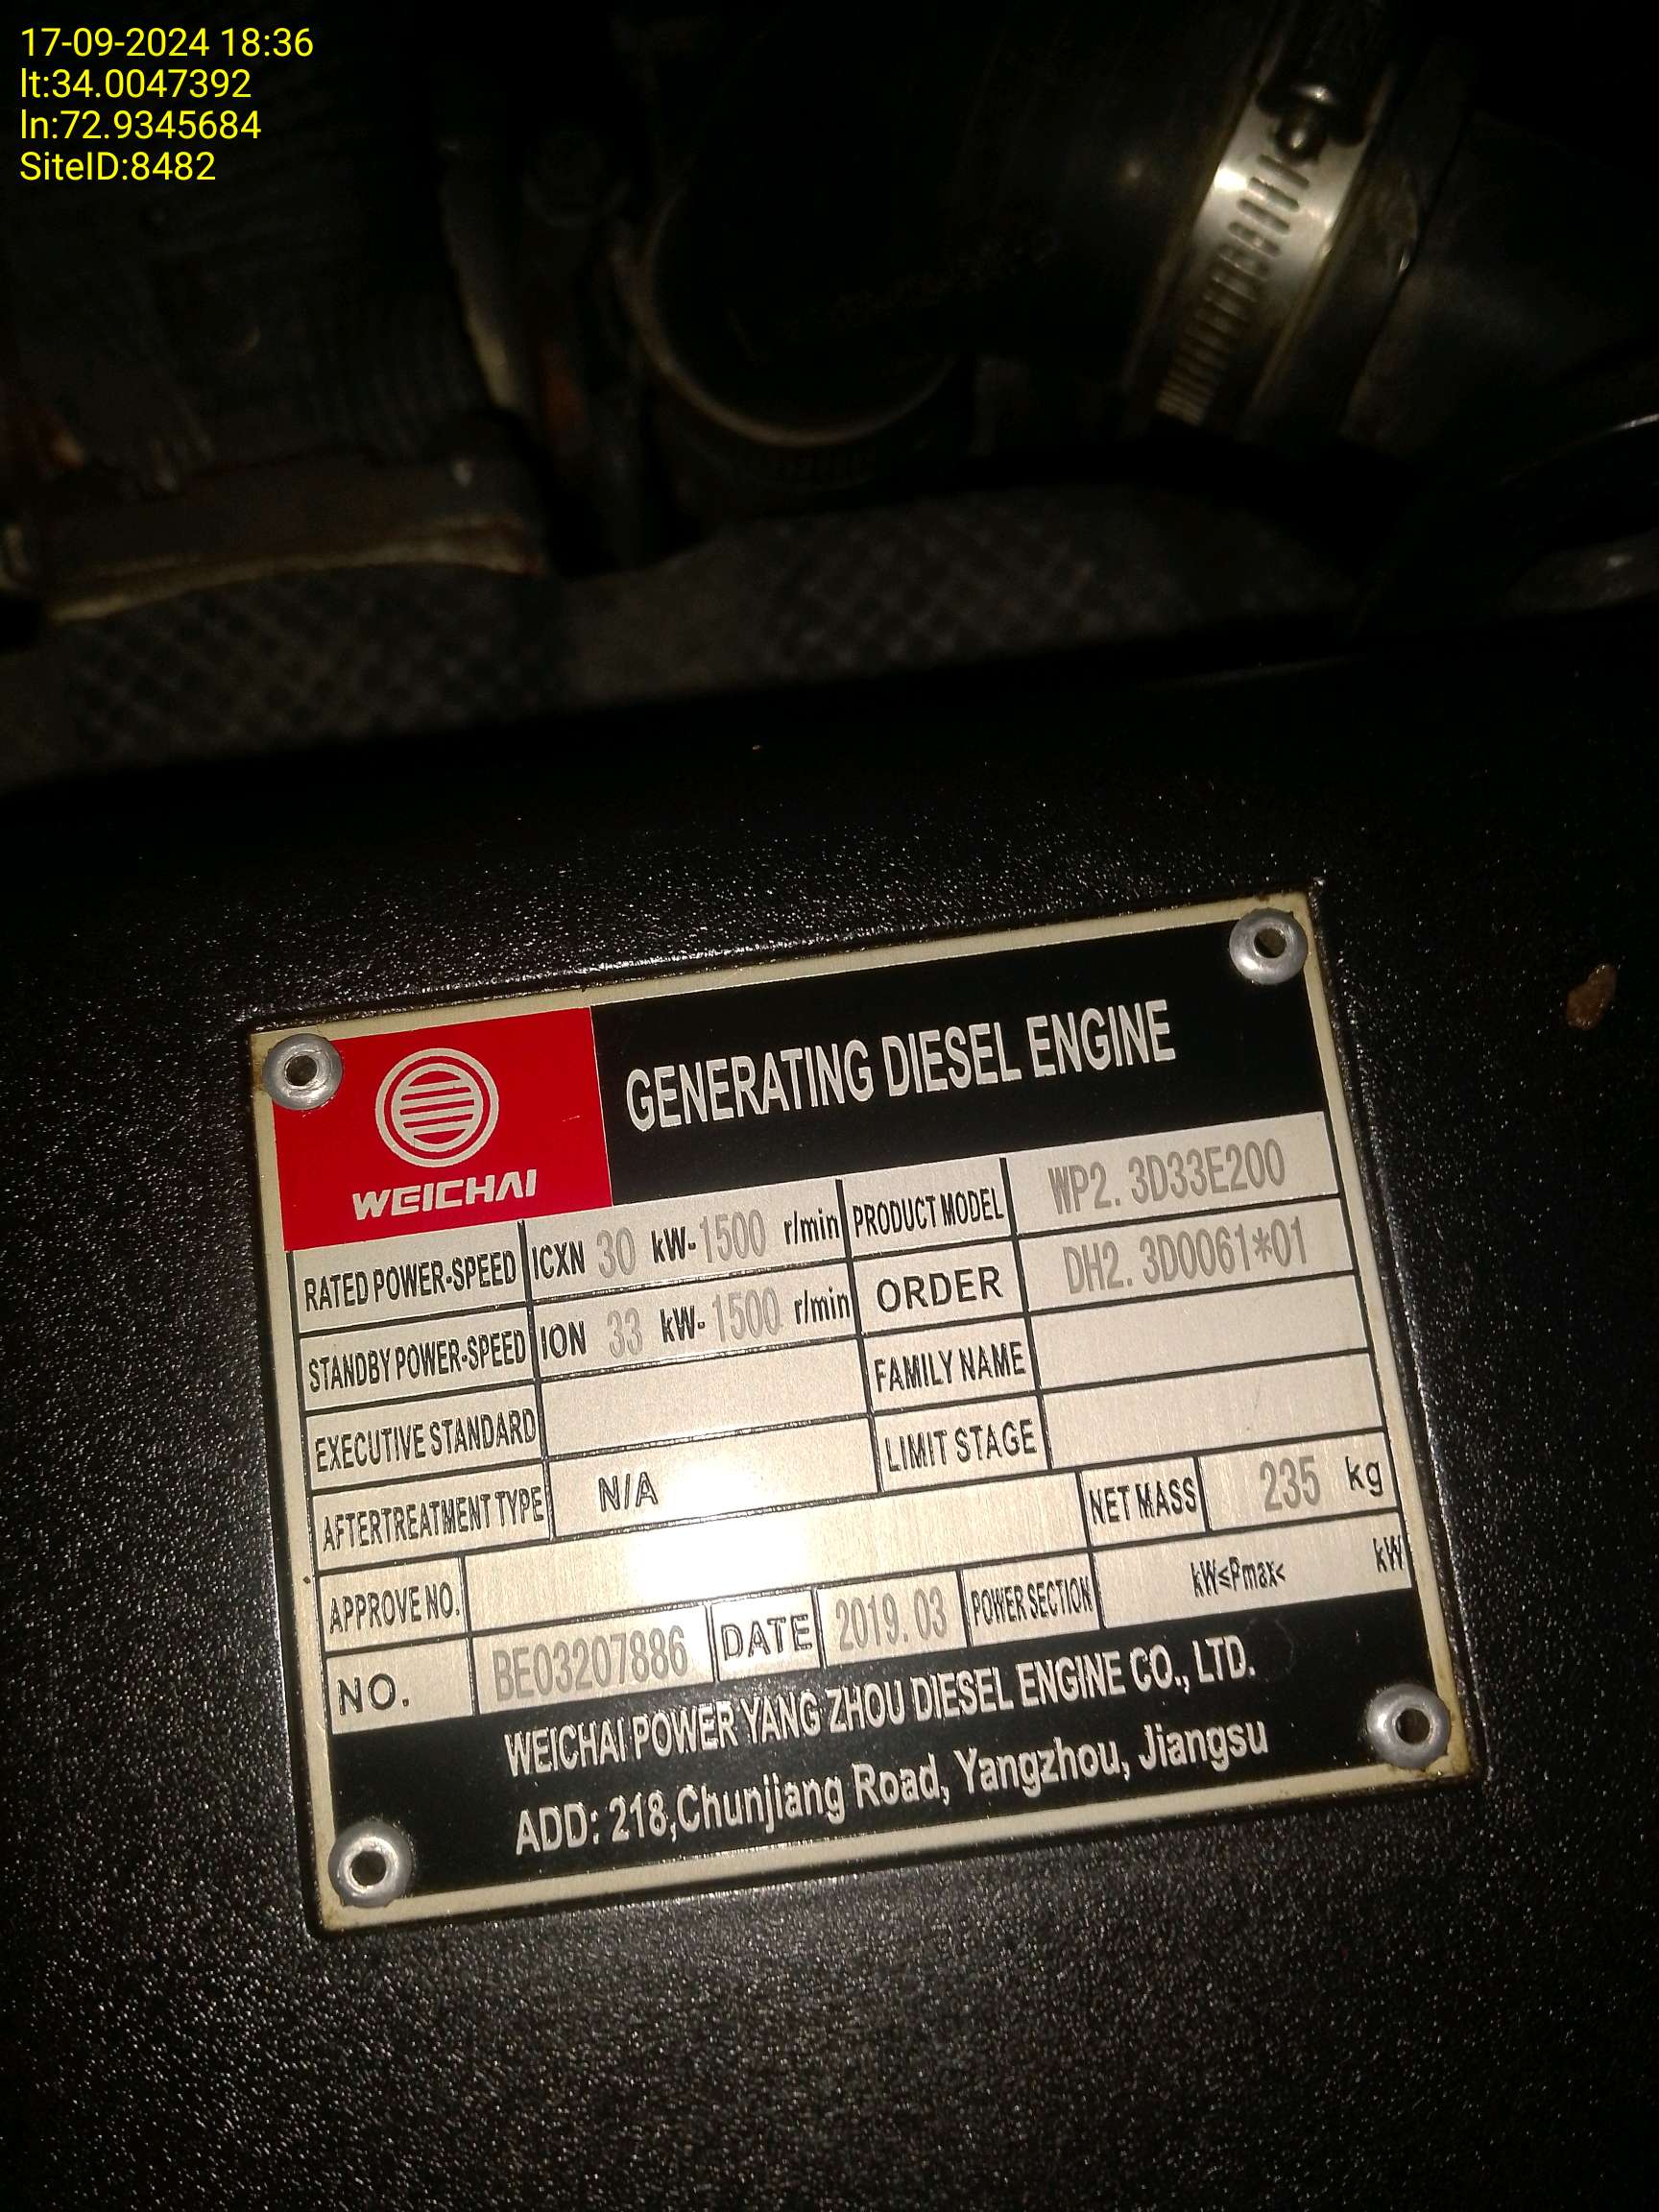 17-09-2024 18:36
lt:34.0047392
ln:72.9345684
SiteID:8482
WEICHAI
GENERATING DIESEL ENGINE
RATED POWER-SPEED ICXN 30 kW-1500 r/min PRODUCT MODEL WP2.3D33E200
STANDBY POWER-SPEED ION 33 kW-1500 r/min ORDER DH2.3D0061*01
EXECUTIVE STANDARD FAMILY NAME
AFTERTREATMENT TYPE N/A LIMIT STAGE
APPROVE NO. NET MASS 235 kg
NO. BE03207886 DATE 2019.03 POWER SECTION kW≤Pmax< kW
WEICHAI POWER YANG ZHOU DIESEL ENGINE CO., LTD.
ADD: 218,Chunjiang Road, Yangzhou, Jiangsu